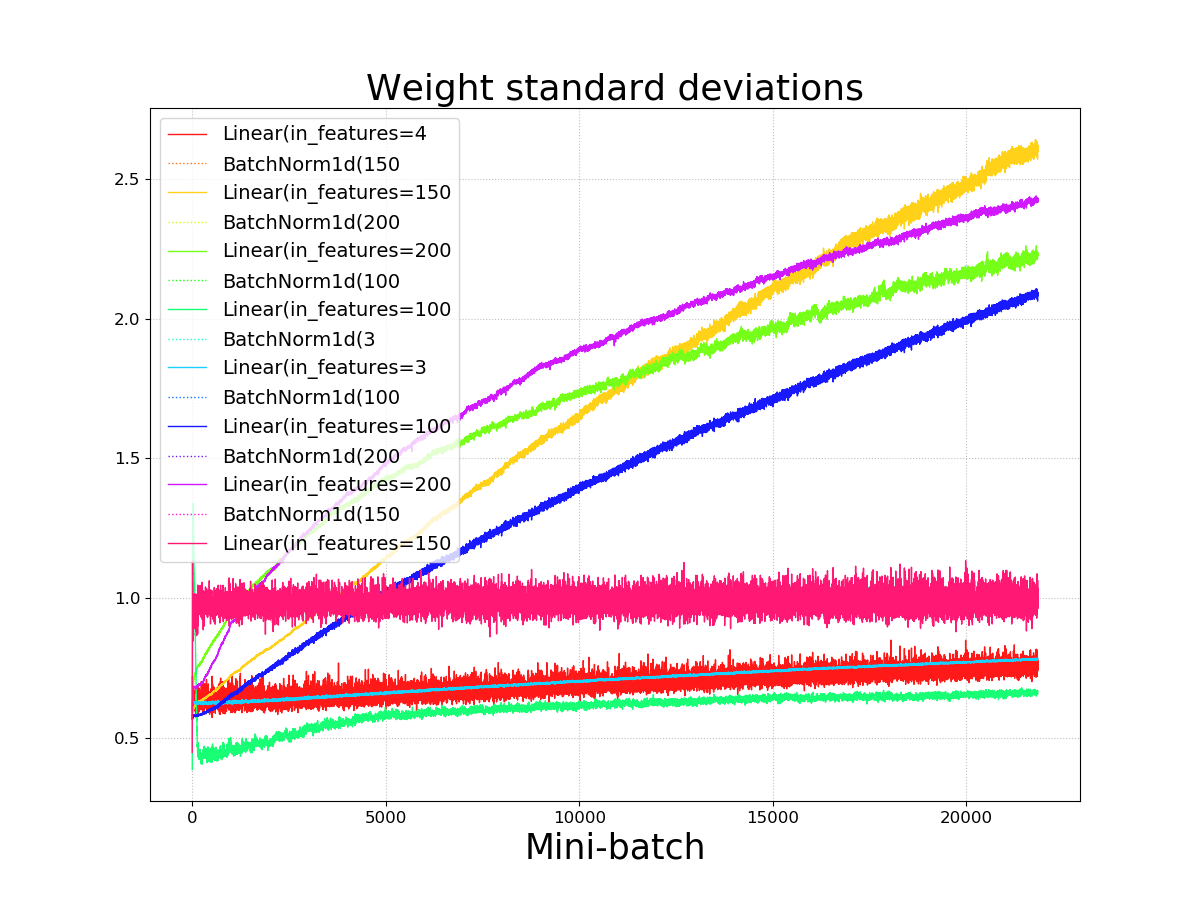 Weight standard deviations
Linear(in_features=4
BatchNorm1d(150
Linear(in_features=150
BatchNorm1d(200
Linear(in_features=200
BatchNorm1d(100
Linear(in_features=100
BatchNorm1d(3
Linear(in_features=3
BatchNorm1d(100
Linear(in_features=100
BatchNorm1d(200
Linear(in_features=200
BatchNorm1d(150
Linear(in_features=150
2.5
2.0
1.5
1.0
0.5
0 5000 10000 15000 20000
Mini-batch